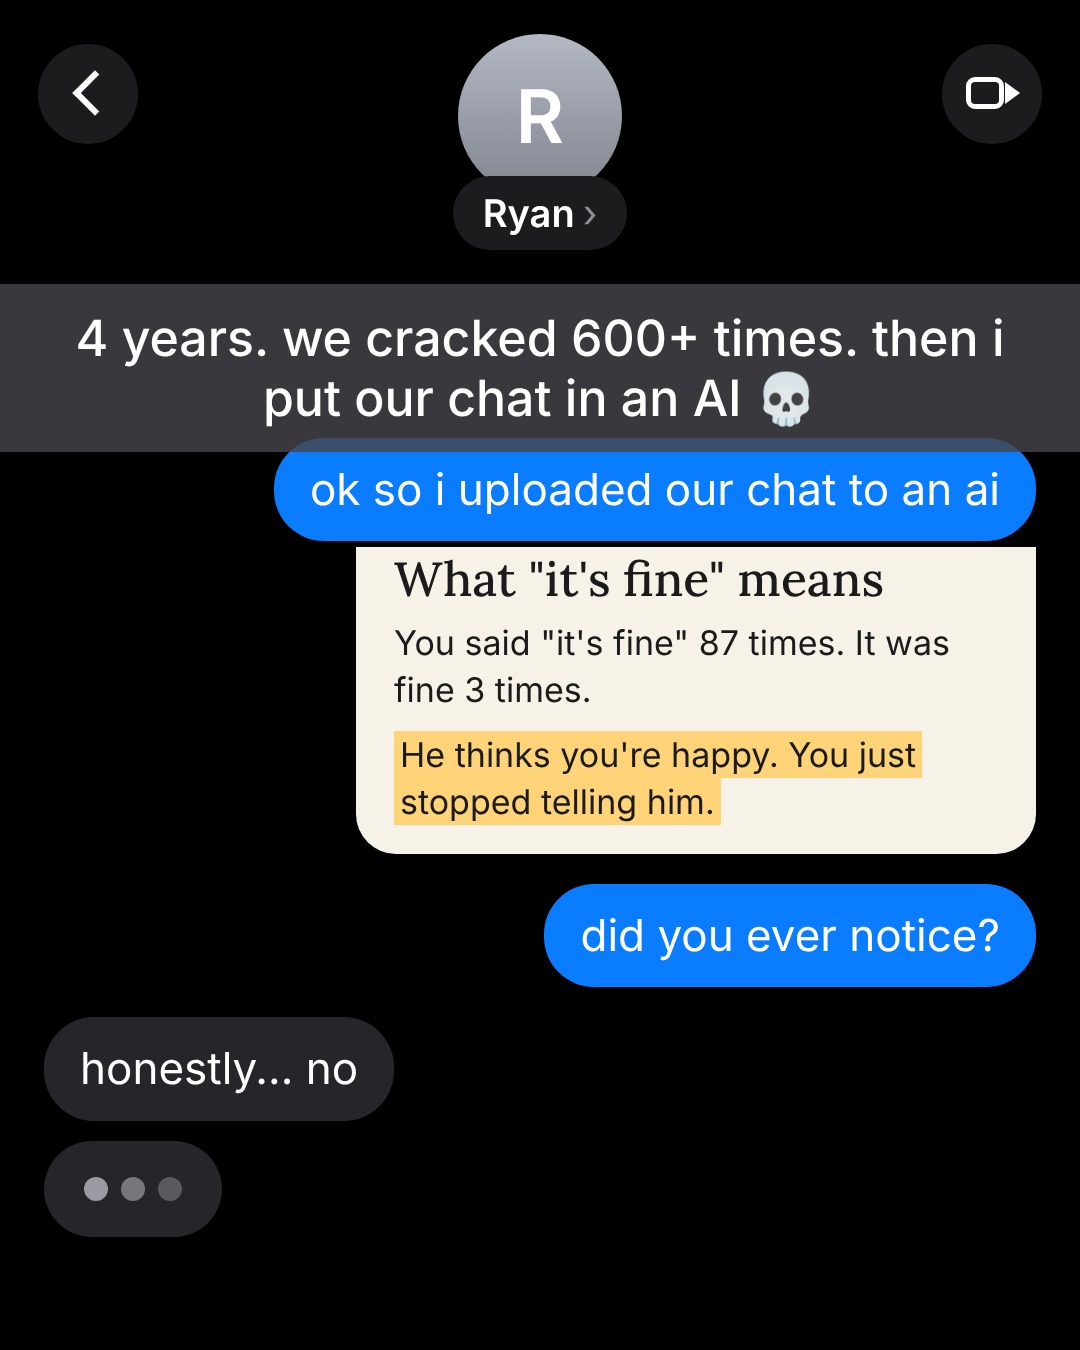 R
Ryan ›
4 years. we cracked 600+ times. then i
put our chat in an AI 💀
ok so i uploaded our chat to an ai
What "it's fine" means
You said "it's fine" 87 times. It was
fine 3 times.
He thinks you're happy. You just
stopped telling him.
did you ever notice?
honestly... no